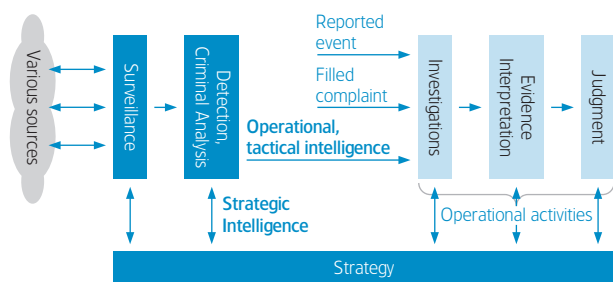 Various sources
Surveillance
Detection,
Criminal Analysis
Reported
event
Filled
complaint
Operational,
tactical intelligence
Strategic
Intelligence
Investigations
Evidence
Interpretation
Judgment
Operational activities
Strategy